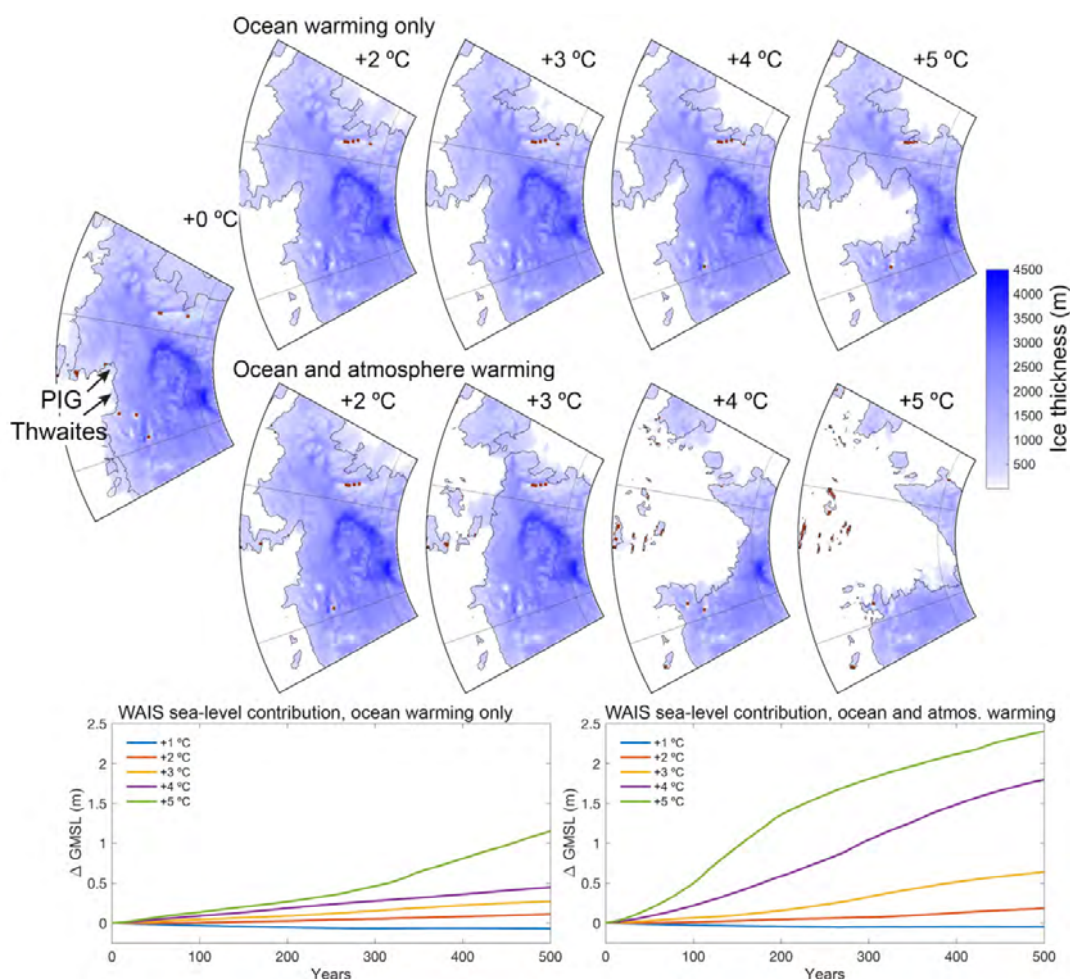 Ocean warming only
+2 ºC
+3 ºC
+4 ºC
+5 ºC
+0 ºC
PIG
Thwaites
Ocean and atmosphere warming
+2 ºC
+3 ºC
+4 ºC
+5 ºC
4500
4000
3500
3000
2500
2000
1500
1000
500
Ice thickness (m)
WAIS sea-level contribution, ocean warming only
2.5
2
1.5
1
0.5
0
Δ GMSL (m)
+1 ºC
+2 ºC
+3 ºC
+4 ºC
+5 ºC
0 100 200 300 400 500
Years
WAIS sea-level contribution, ocean and atmos. warming
2.5
2
1.5
1
0.5
0
Δ GMSL (m)
+1 ºC
+2 ºC
+3 ºC
+4 ºC
+5 ºC
0 100 200 300 400 500
Years